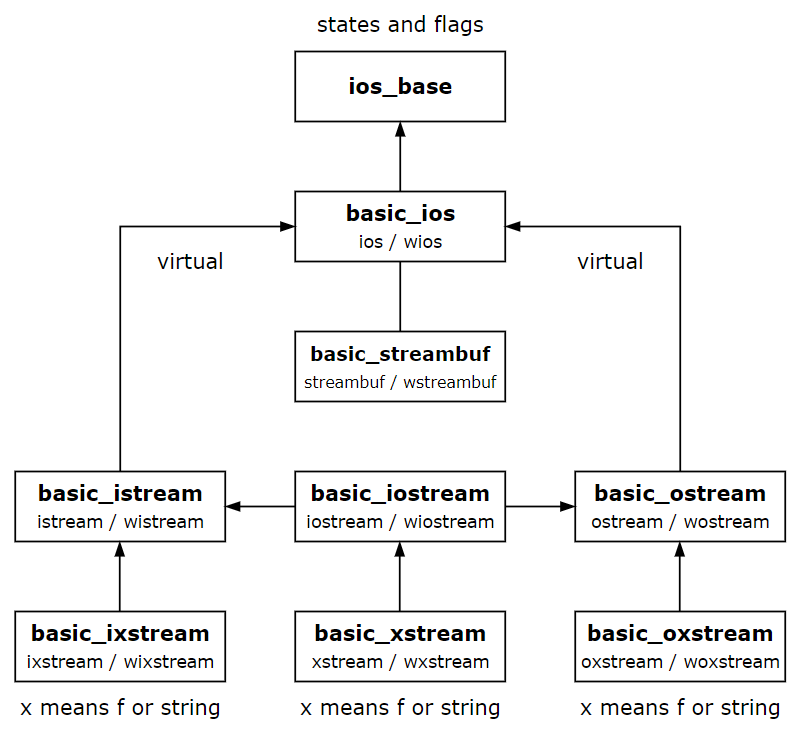 states and flags
ios_base
basic_ios
ios / wios
virtual
virtual
basic_streambuf
streambuf / wstreambuf
basic_istream
istream / wistream
basic_iostream
iostream / wiostream
basic_ostream
ostream / wostream
basic_ixstream
ixstream / wixstream
basic_xstream
xstream / wxstream
basic_oxstream
oxstream / woxstream
x means f or string
x means f or string
x means f or string